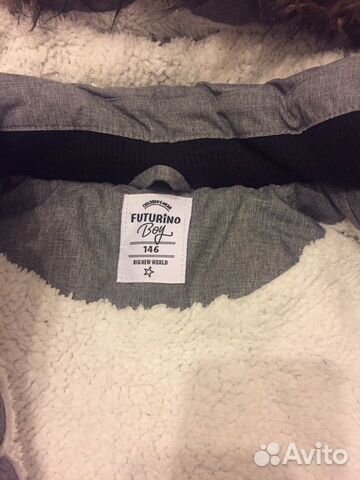 CHILDREN'S WEAR
FUTURiNO
Boy
146
BIG NEW WORLD
Avito